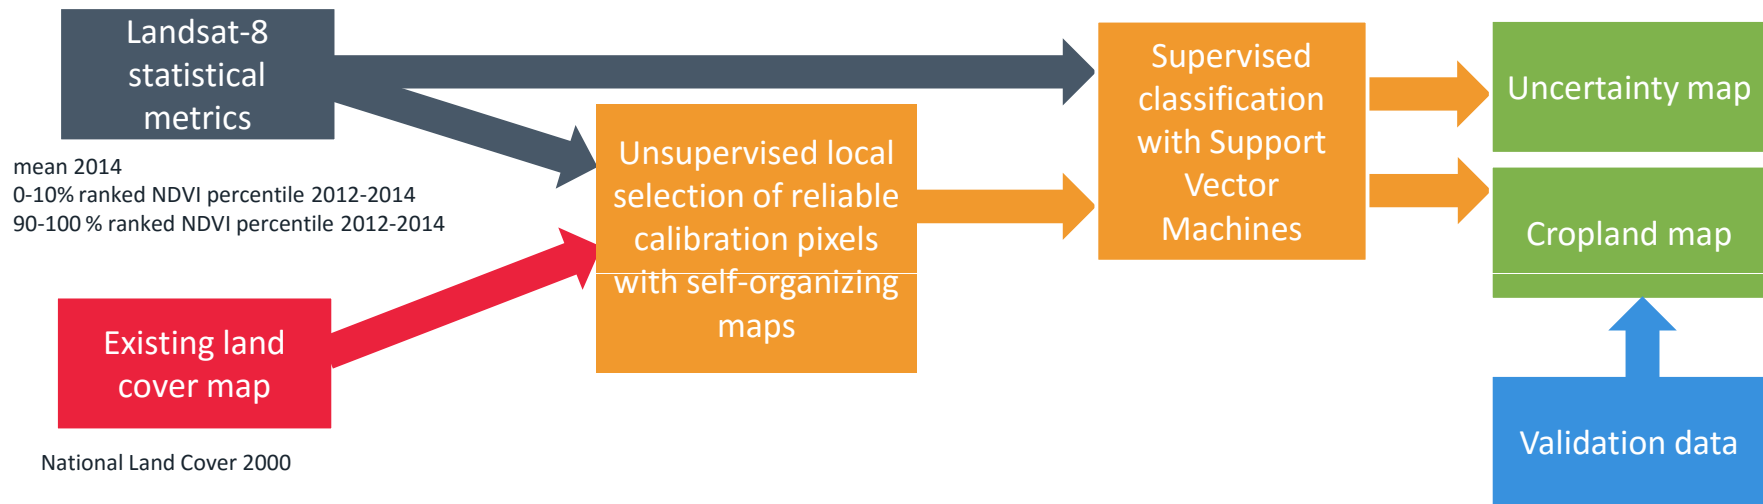 Landsat-8
statistical
metrics
mean 2014
0-10% ranked NDVI percentile 2012-2014
90-100 % ranked NDVI percentile 2012-2014
Existing land
cover map
National Land Cover 2000
Unsupervised local
selection of reliable
calibration pixels
with self-organizing
maps
Supervised
classification
with Support
Vector
Machines
Uncertainty map
Cropland map
Validation data